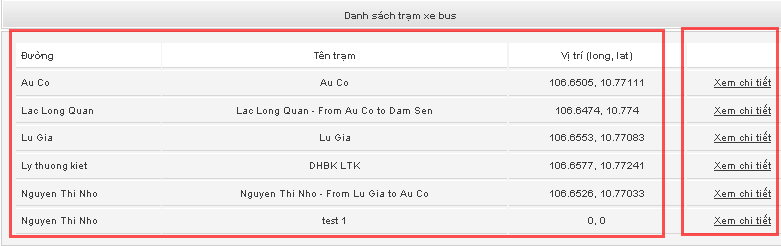 Danh sách trạm xe bus
Đường Tên trạm Vị trí (long, lat)
Au Co Au Co 106.6505, 10.77111 Xem chi tiết
Lac Long Quan Lac Long Quan - From Au Co to Dam Sen 106.6474, 10.774 Xem chi tiết
Lu Gia Lu Gia 106.6553, 10.77083 Xem chi tiết
Ly thuong kiet DHBK LTK 106.6577, 10.77241 Xem chi tiết
Nguyen Thi Nho Nguyen Thi Nho - From Lu Gia to Au Co 106.6526, 10.77033 Xem chi tiết
Nguyen Thi Nho test 1 0, 0 Xem chi tiết